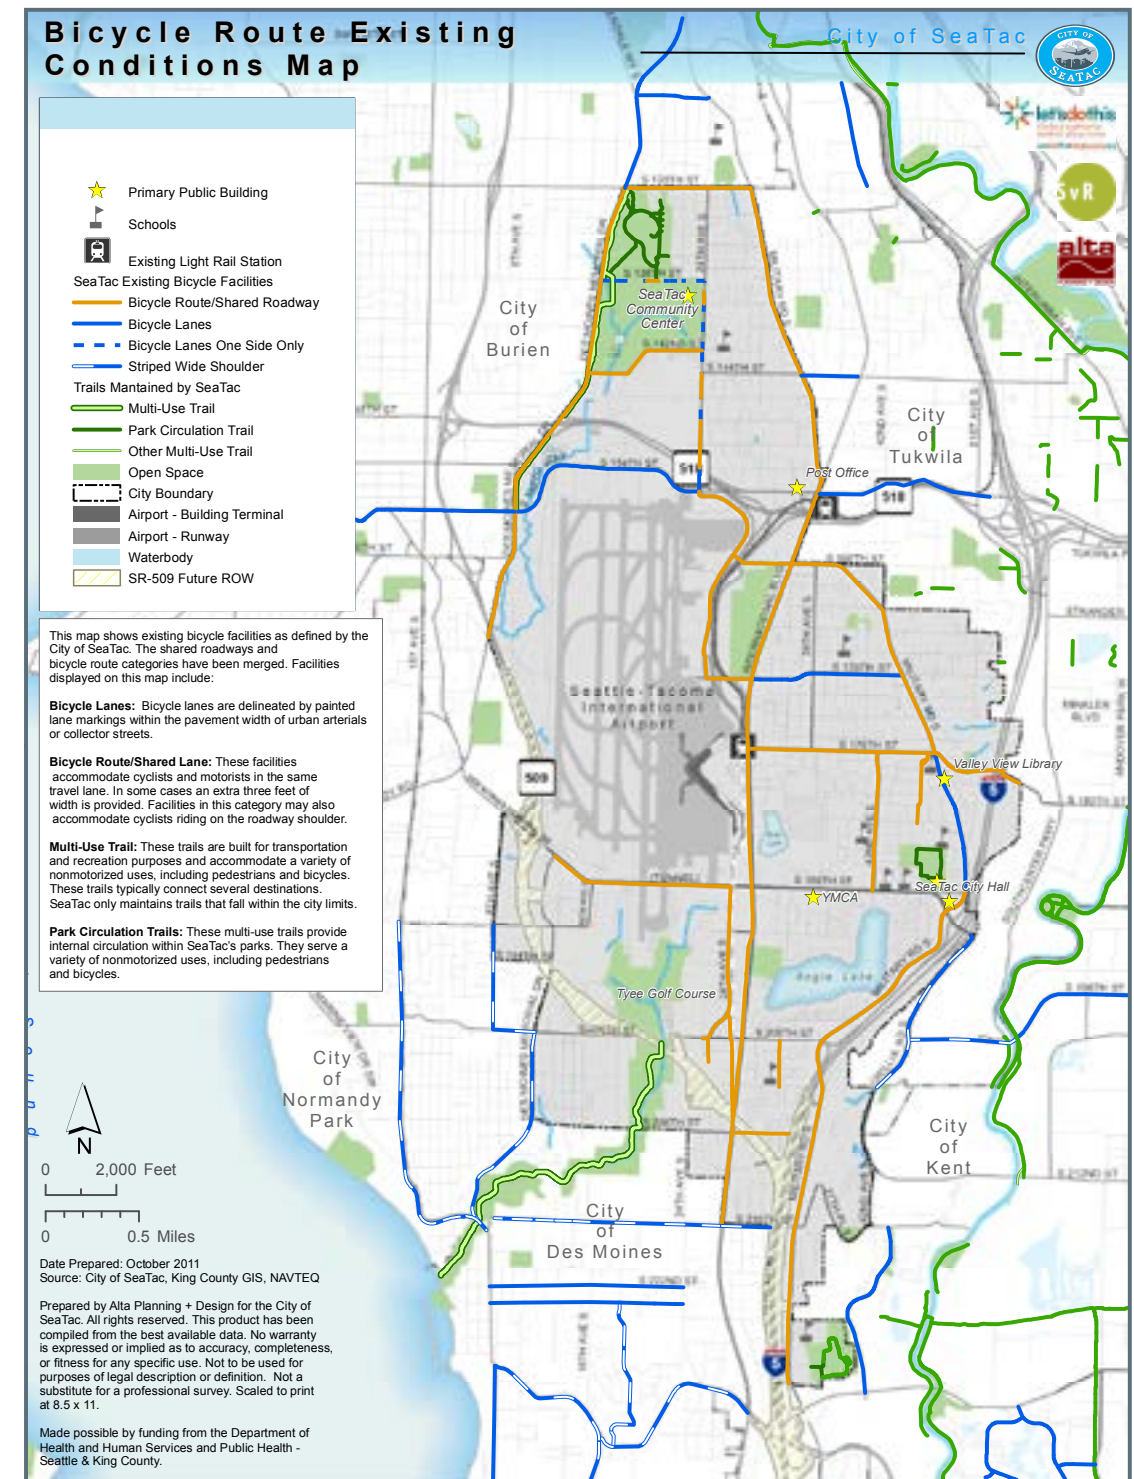 Bicycle Route Existing
Conditions Map
City of SeaTac
CITY OF
SEATAC
let'sdothis
SvR
alta
Primary Public Building
Schools
Existing Light Rail Station
SeaTac Existing Bicycle Facilities
Bicycle Route/Shared Roadway
Bicycle Lanes
Bicycle Lanes One Side Only
Striped Wide Shoulder
Trails Mantained by SeaTac
Multi-Use Trail
Park Circulation Trail
Other Multi-Use Trail
Open Space
City Boundary
Airport - Building Terminal
Airport - Runway
Waterbody
SR-509 Future ROW
This map shows existing bicycle facilities as defined by the
City of SeaTac. The shared roadways and
bicycle route categories have been merged. Facilities
displayed on this map include:
Bicycle Lanes: Bicycle lanes are delineated by painted
lane markings within the pavement width of urban arterials
or collector streets.
Bicycle Route/Shared Lane: These facilities
accommodate cyclists and motorists in the same
travel lane. In some cases an extra three feet of
width is provided. Facilities in this category may also
accommodate cyclists riding on the roadway shoulder.
Multi-Use Trail: These trails are built for transportation
and recreation purposes and accommodate a variety of
nonmotorized uses, including pedestrians and bicycles.
These trails typically connect several destinations.
SeaTac only maintains trails that fall within the city limits.
Park Circulation Trails: These multi-use trails provide
internal circulation within SeaTac's parks. They serve a
variety of nonmotorized uses, including pedestrians
and bicycles.
City
of
Burien
SeaTac
Community
Center
City
of
Tukwila
Post Office
518
S 154TH ST
Seattle-Tacoma
International
Airport
509
Valley View Library
5
SeaTac City Hall
YMCA
Angle Lake
Tyee Golf Course
City
of
Normandy
Park
City
of
Kent
City
of
Des Moines
5
N
0 2,000 Feet
0 0.5 Miles
Date Prepared: October 2011
Source: City of SeaTac, King County GIS, NAVTEQ
Prepared by Alta Planning + Design for the City of
SeaTac. All rights reserved. This product has been
compiled from the best available data. No warranty
is expressed or implied as to accuracy, completeness,
or fitness for any specific use. Not to be used for
purposes of legal description or definition. Not a
substitute for a professional survey. Scaled to print
at 8.5 x 11.
Made possible by funding from the Department of
Health and Human Services and Public Health -
Seattle & King County.